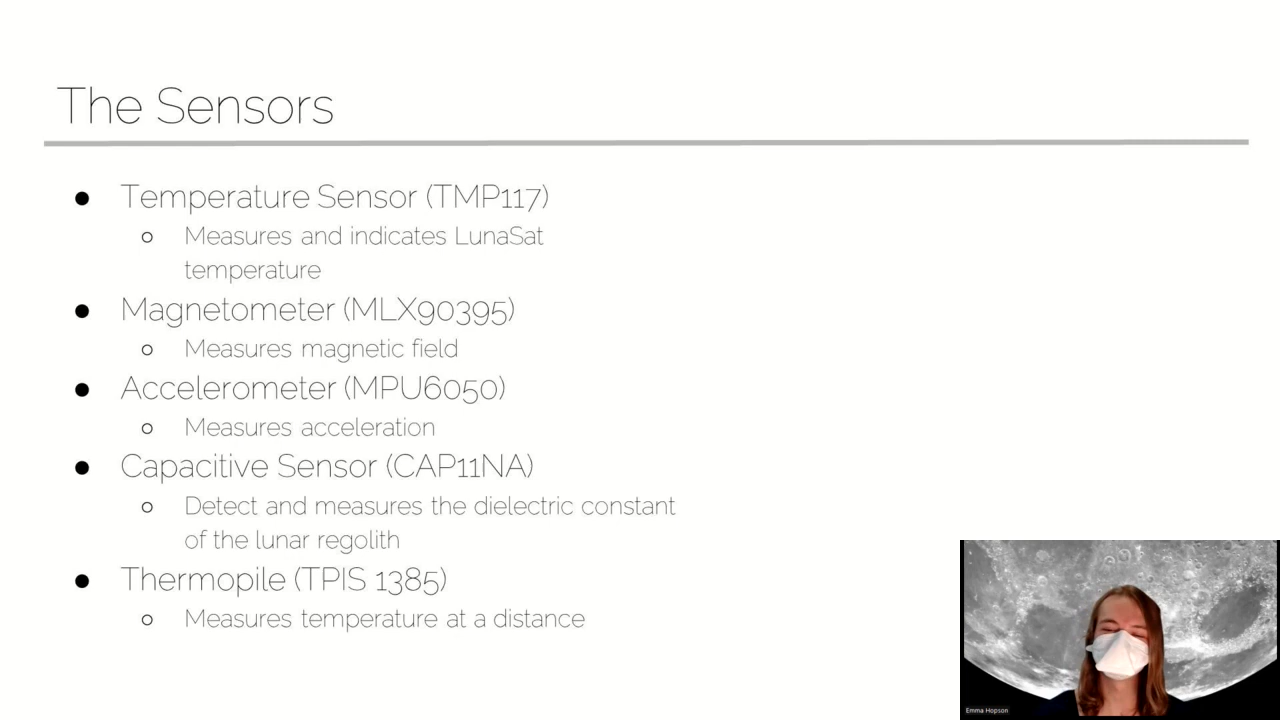 The Sensors
● Temperature Sensor (TMP117)
○ Measures and indicates LunaSat
temperature
● Magnetometer (MLX90395)
○ Measures magnetic field
● Accelerometer (MPU6050)
○ Measures acceleration
● Capacitive Sensor (CAP11NA)
○ Detect and measures the dielectric constant
of the lunar regolith
● Thermopile (TPIS 1385)
○ Measures temperature at a distance
Emma Hopson